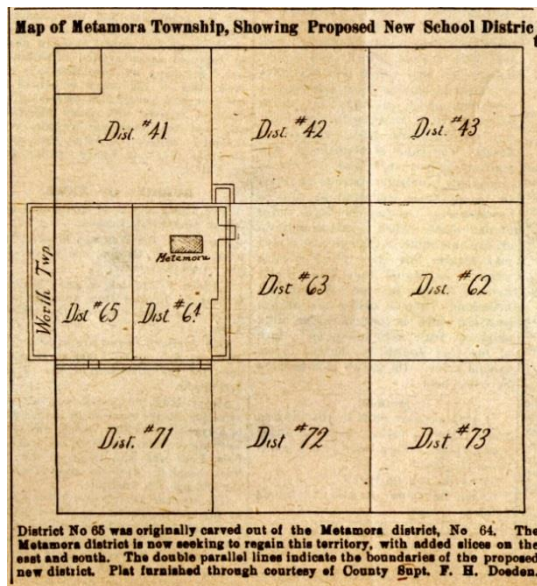 Map of Metamora Township, Showing Proposed New School Distric
Dist. #41
Dist. #42
Dist. #43
Worth Twp
Dist #65
Metamora
Dist #64
Dist #63
Dist. #62
Dist. #71
Dist #72
Dist #73
District No 65 was originally carved out of the Metamora district, No 64. The
Metamora district is now seeking to regain this territory, with added slices on the
east and south. The double parallel lines indicate the boundaries of the proposed
new district. Plat furnished through courtesy of County Supt. F. H. Doeden.